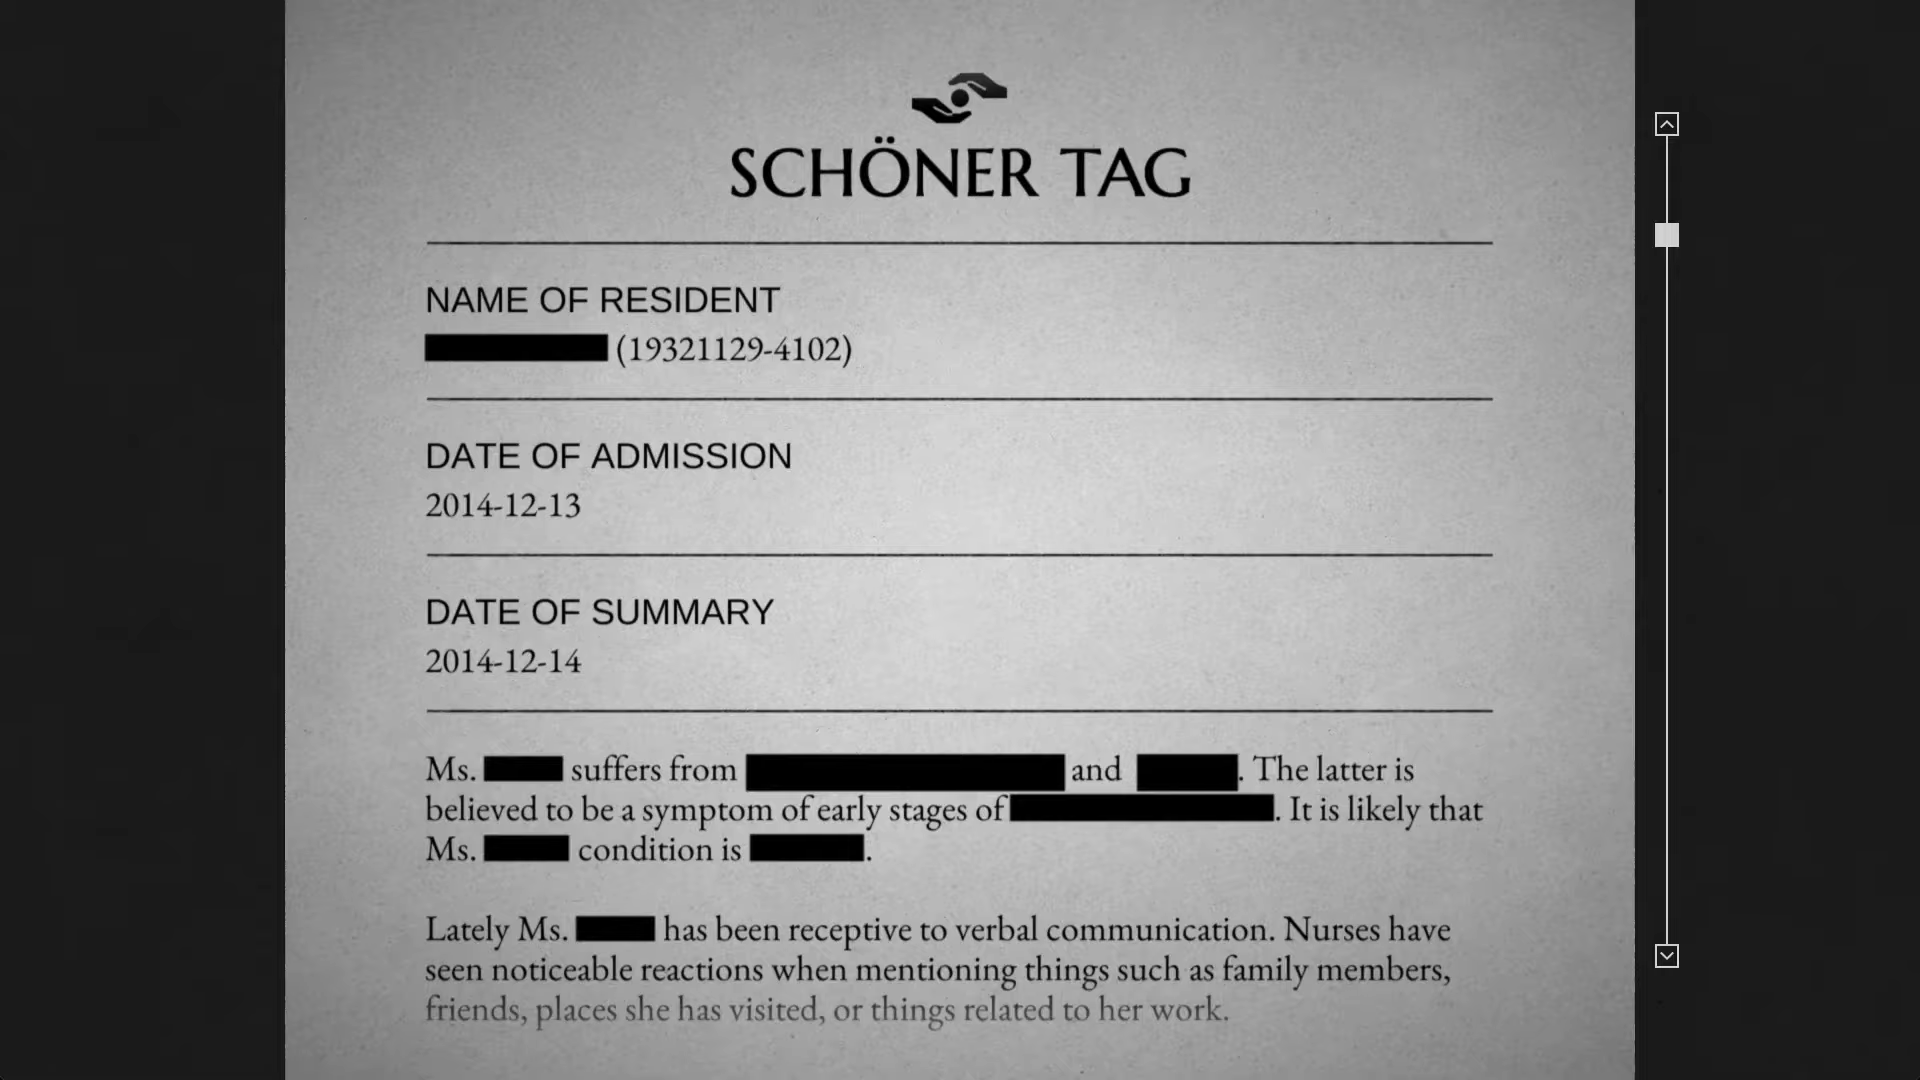 SCHÖNER TAG
NAME OF RESIDENT
(19321129-4102)
DATE OF ADMISSION
2014-12-13
DATE OF SUMMARY
2014-12-14
Ms. suffers from and . The latter is
believed to be a symptom of early stages of . It is likely that
Ms. condition is .
Lately Ms. has been receptive to verbal communication. Nurses have
seen noticeable reactions when mentioning things such as family members,
friends, places she has visited, or things related to her work.